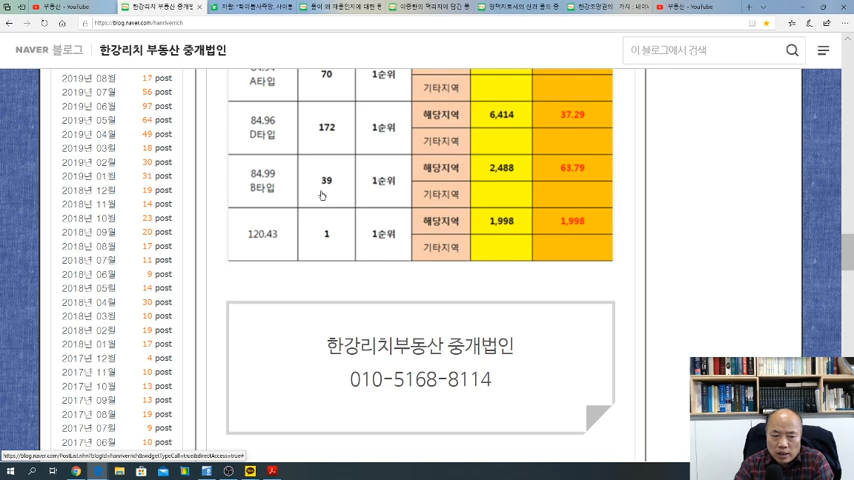 부동산 - YouTube
한강리치 부동산 중개법
부동산 - YouTube
https://blog.naver.com/hanriverrich
NAVER 블로그
한강리치 부동산 중개법인
이 블로그에서 검색
2019년 08월 17 post
2019년 07월 56 post
2019년 06월 97 post
2019년 05월 64 post
2019년 04월 49 post
2019년 03월 18 post
2019년 02월 30 post
2019년 01월 31 post
2018년 12월 19 post
2018년 11월 14 post
2018년 10월 23 post
2018년 09월 20 post
2018년 08월 17 post
2018년 07월 11 post
2018년 06월 9 post
2018년 05월 14 post
2018년 04월 30 post
2018년 03월 10 post
2018년 02월 19 post
2018년 01월 17 post
2017년 12월 4 post
2017년 11월 10 post
2017년 10월 13 post
2017년 09월 13 post
2017년 08월 19 post
2017년 07월 9 post
2017년 06월 10 post
A타입 70 1순위
기타지역
84.96
D타입 172 1순위 해당지역 6,414 37.29
기타지역
84.99
B타입 39 1순위 해당지역 2,488 63.79
기타지역
120.43 1 1순위 해당지역 1,998 1,998
기타지역
한강리치부동산 중개법인
010-5168-8114